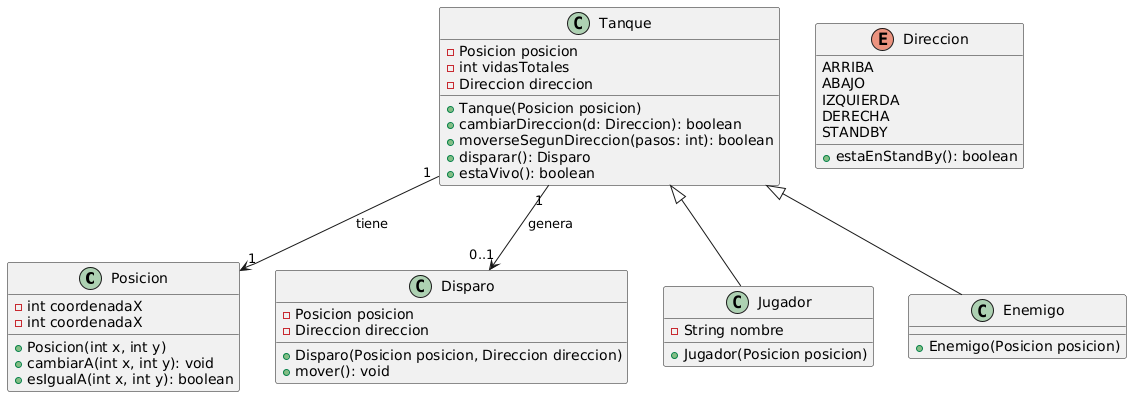 C Tanque
Posicion posicion
int vidasTotales
Direccion direccion
Tanque(Posicion posicion)
cambiarDireccion(d: Direccion): boolean
moverseSegunDireccion(pasos: int): boolean
disparar(): Disparo
estaVivo(): boolean
E Direccion
ARRIBA
ABAJO
IZQUIERDA
DERECHA
STANDBY
estaEnStandBy(): boolean
1
tiene
1
1
genera
0..1
C Posicion
int coordenadaX
int coordenadaX
Posicion(int x, int y)
cambiarA(int x, int y): void
esIgualA(int x, int y): boolean
C Disparo
Posicion posicion
Direccion direccion
Disparo(Posicion posicion, Direccion direccion)
mover(): void
C Jugador
String nombre
Jugador(Posicion posicion)
C Enemigo
Enemigo(Posicion posicion)